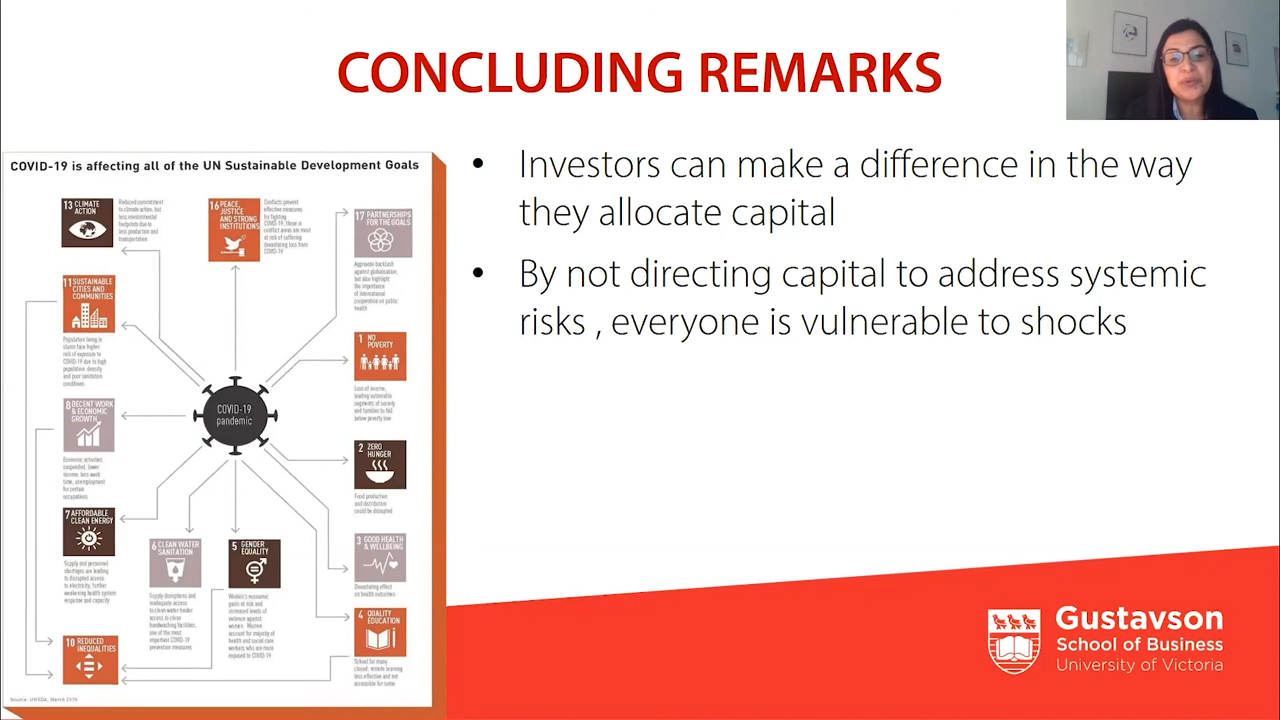 CONCLUDING REMARKS
COVID-19 is affecting all of the UN Sustainable Development Goals
13 CLIMATE
ACTION
Reduced commitment
to climate action, but
less environmental
footprints due to
less production and
transportation
16 PEACE,
JUSTICE
AND STRONG
INSTITUTIONS
Conflicts prevent
effective measures
for fighting
COVID-19, those in
conflict areas are most
at risk of suffering
devastating loss from
COVID-19
17 PARTNERSHIPS
FOR THE GOALS
Aggravate backlash
against globalisation,
but also highlight
the importance
of international
cooperation on public
health
11 SUSTAINABLE
CITIES AND
COMMUNITIES
Population living in
slums face higher
risk of exposure to
COVID-19 due to high
population density
and poor sanitation
conditions
1 NO
POVERTY
Loss of income,
leading vulnerable
segments of society
and families to fall
below poverty line
8 DECENT WORK
& ECONOMIC
GROWTH
Economic activities
suspended, lower
income, less work
time, unemployment
for certain
occupations
COVID-19
pandemic
2 ZERO
HUNGER
Food production
and distribution
could be disrupted
7 AFFORDABLE
CLEAN ENERGY
Supply and personnel
shortages are leading
to disrupted access
to electricity, further
weakening health system
response and capacity
6 CLEAN WATER
SANITATION
Supply disruptions and
inadequate access
to clean water hinder
access to clean
handwashing facilities,
one of the most
important COVID-19
prevention measures
5 GENDER
EQUALITY
Women's economic
gains at risk and
increased levels of
violence against
women. Women
account for majority of
health and social care
workers who are more
exposed to COVID-19
3 GOOD HEALTH
& WELLBEING
Devastating effect
on health outcomes
4 QUALITY
EDUCATION
School for many
closed, remote learning
less effective and not
accessible for some
10 REDUCED
INEQUALITIES
Source: UNSDA, March 2019
• Investors can make a difference in the way
they allocate capital
• By not directing capital to address systemic
risks , everyone is vulnerable to shocks
Gustavson
School of Business
University of Victoria